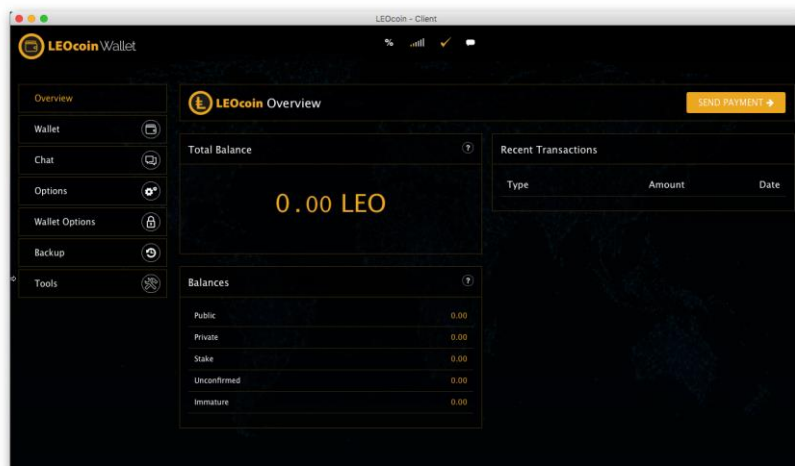 LEOcoin - Client
LEOcoin Wallet
%
Overview
Wallet
Chat
Options
Wallet Options
Backup
Tools
LEOcoin Overview
SEND PAYMENT →
Total Balance ?
0.00 LEO
Recent Transactions
Type Amount Date
Balances ?
Public 0.00
Private 0.00
Stake 0.00
Unconfirmed 0.00
Immature 0.00